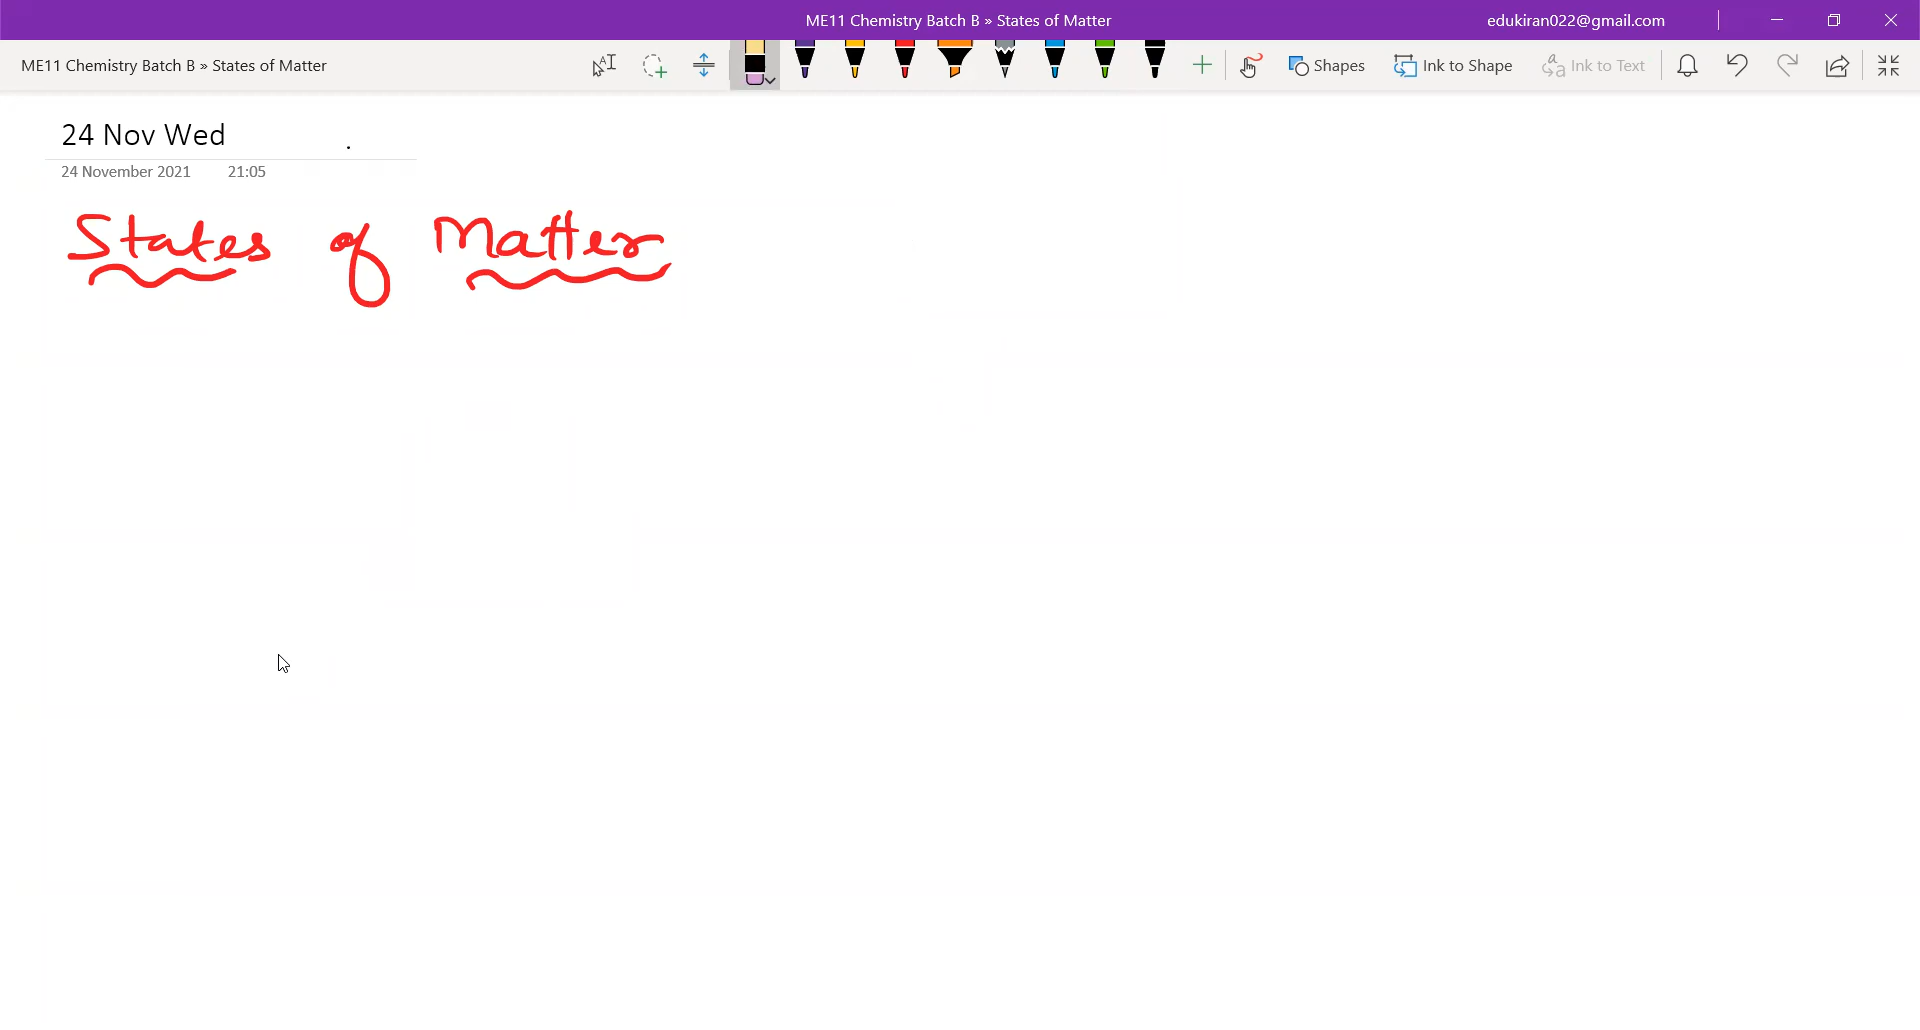 ME11 Chemistry Batch B » States of Matter
edukiran022@gmail.com
ME11 Chemistry Batch B » States of Matter
Shapes
Ink to Shape
Ink to Text
24 Nov Wed
24 November 2021 21:05
States of Matter